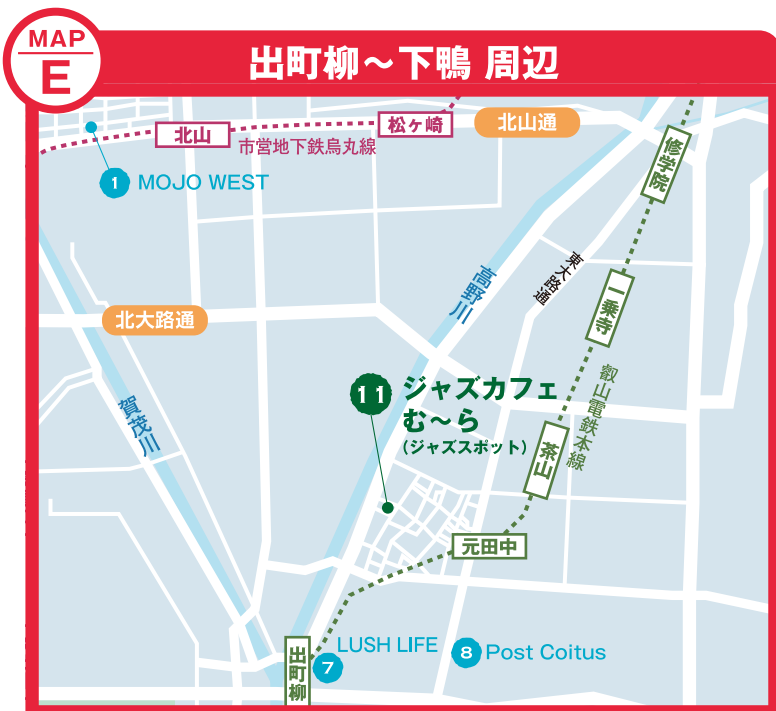 MAP
E
出町柳～下鴨 周辺
北山
松ヶ崎
北山通
市営地下鉄烏丸線
1 MOJO WEST
修学院
高野川
東大路通
一乗寺
北大路通
賀茂川
叡山電鉄本線
11 ジャズカフェ
む～ら
(ジャズスポット)
茶山
元田中
出町柳
7 LUSH LIFE
8 Post Coitus